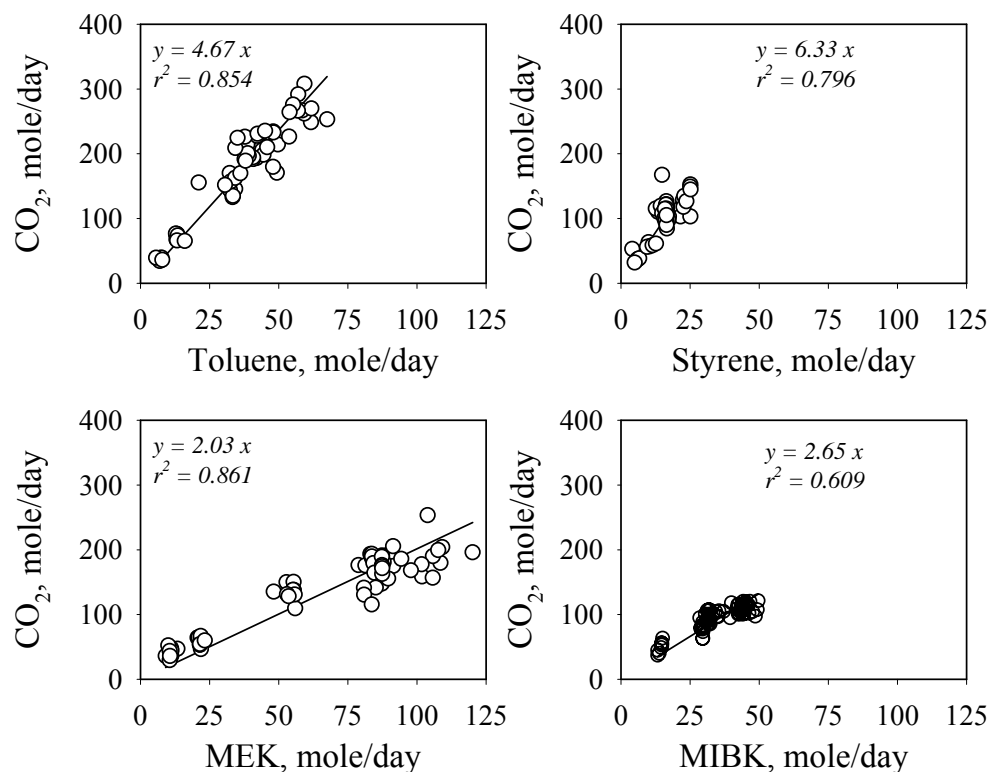 400
300
200
100
0
CO₂, mole/day
y = 4.67 x
r² = 0.854
0 25 50 75 100 125
Toluene, mole/day
400
300
200
100
0
CO₂, mole/day
y = 6.33 x
r² = 0.796
0 25 50 75 100 125
Styrene, mole/day
400
300
200
100
0
CO₂, mole/day
y = 2.03 x
r² = 0.861
0 25 50 75 100 125
MEK, mole/day
400
300
200
100
0
CO₂, mole/day
y = 2.65 x
r² = 0.609
0 25 50 75 100 125
MIBK, mole/day